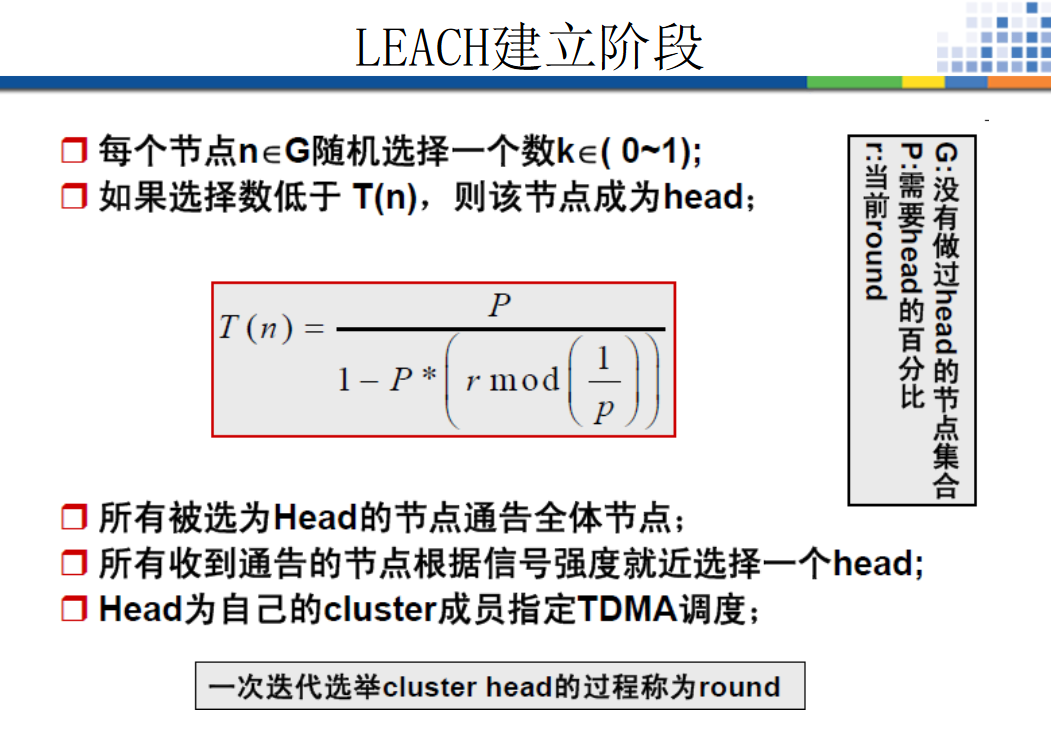 LEACH建立阶段
每个节点n∈G随机选择一个数k∈( 0~1);
如果选择数低于 T(n)，则该节点成为head；
T (n) = P / (1 − P * (r mod (1 / p)))
G:没有做过head的节点集合
P:需要head的百分比
r:当前round
所有被选为Head的节点通告全体节点；
所有收到通告的节点根据信号强度就近选择一个head;
Head为自己的cluster成员指定TDMA调度；
一次迭代选举cluster head的过程称为round